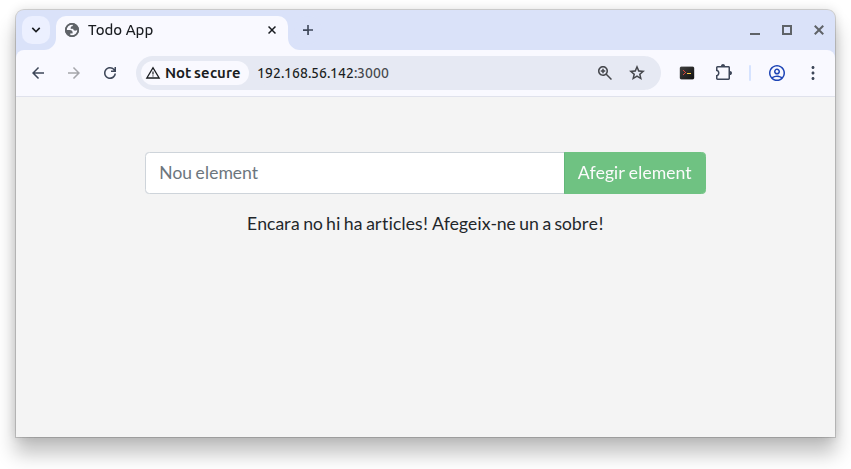 Todo App
Not secure
192.168.56.142:3000
Nou element
Afegir element
Encara no hi ha articles! Afegeix-ne un a sobre!